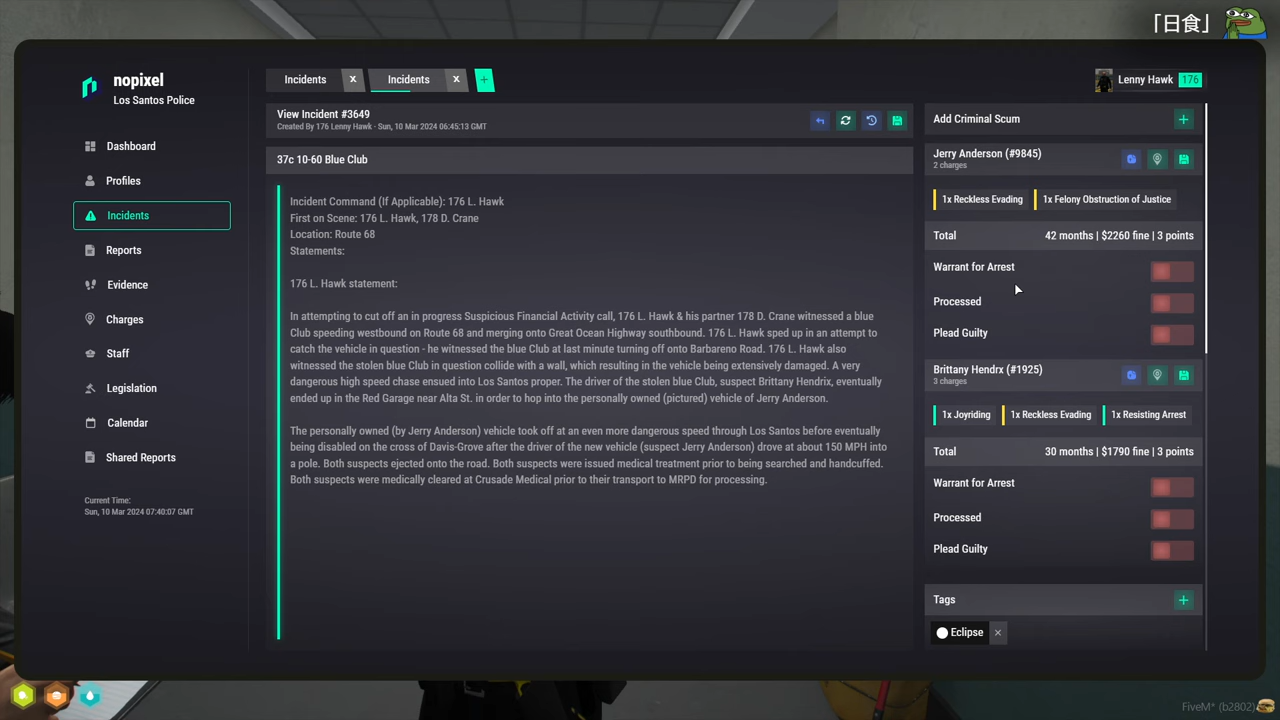 「日食」
nopixel
Los Santos Police
Dashboard
Profiles
Incidents
Reports
Evidence
Charges
Staff
Legislation
Calendar
Shared Reports
Current Time:
Sun, 10 Mar 2024 07:40:07 GMT
Incidents x
Incidents x
+
Lenny Hawk 176
View Incident #3649
Created By 176 Lenny Hawk - Sun, 10 Mar 2024 06:45:13 GMT
37c 10-60 Blue Club
Incident Command (If Applicable): 176 L. Hawk
First on Scene: 176 L. Hawk, 178 D. Crane
Location: Route 68
Statements:
176 L. Hawk statement:
In attempting to cut off an in progress Suspicious Financial Activity call, 176 L. Hawk & his partner 178 D. Crane witnessed a blue
Club speeding westbound on Route 68 and merging onto Great Ocean Highway southbound. 176 L. Hawk sped up in an attempt to
catch the vehicle in question - he witnessed the blue Club at last minute turning off onto Barbareno Road. 176 L. Hawk also
witnessed the stolen blue Club in question collide with a wall, which resulting in the vehicle being extensively damaged. A very
dangerous high speed chase ensued into Los Santos proper. The driver of the stolen blue Club, suspect Brittany Hendrix, eventually
ended up in the Red Garage near Alta St. in order to hop into the personally owned (pictured) vehicle of Jerry Anderson.
The personally owned (by Jerry Anderson) vehicle took off at an even more dangerous speed through Los Santos before eventually
being disabled on the cross of Davis-Grove after the driver of the new vehicle (suspect Jerry Anderson) drove at about 150 MPH into
a pole. Both suspects ejected onto the road. Both suspects were issued medical treatment prior to being searched and handcuffed.
Both suspects were medically cleared at Crusade Medical prior to their transport to MRPD for processing.
Add Criminal Scum +
Jerry Anderson (#9845)
2 charges
1x Reckless Evading 1x Felony Obstruction of Justice
Total 42 months | $2260 fine | 3 points
Warrant for Arrest
Processed
Plead Guilty
Brittany Hendrx (#1925)
3 charges
1x Joyriding 1x Reckless Evading 1x Resisting Arrest
Total 30 months | $1790 fine | 3 points
Warrant for Arrest
Processed
Plead Guilty
Tags +
Eclipse x
FiveM* (b2802)